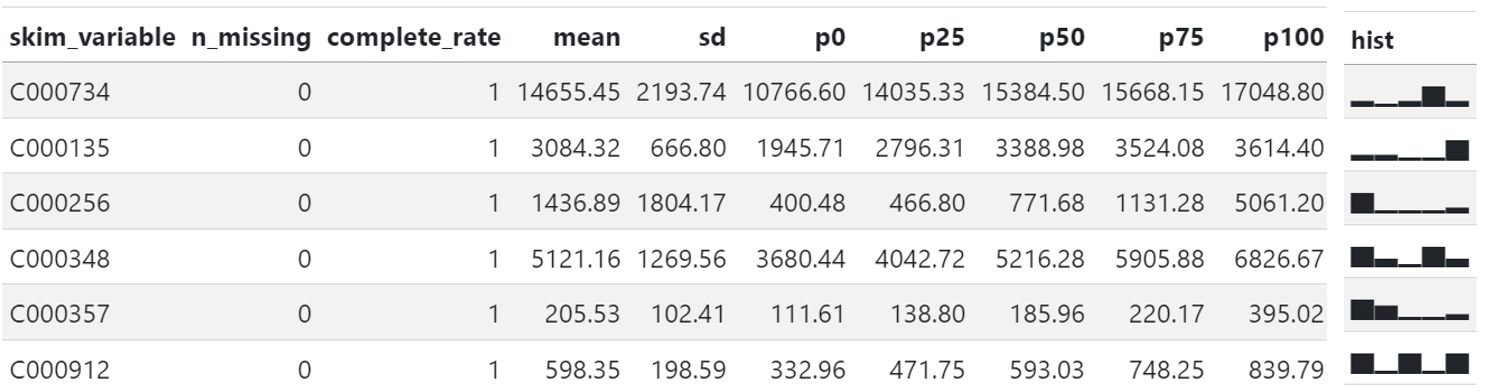 skim_variable n_missing complete_rate mean sd p0 p25 p50 p75 p100 hist
C000734 0 1 14655.45 2193.74 10766.60 14035.33 15384.50 15668.15 17048.80
C000135 0 1 3084.32 666.80 1945.71 2796.31 3388.98 3524.08 3614.40
C000256 0 1 1436.89 1804.17 400.48 466.80 771.68 1131.28 5061.20
C000348 0 1 5121.16 1269.56 3680.44 4042.72 5216.28 5905.88 6826.67
C000357 0 1 205.53 102.41 111.61 138.80 185.96 220.17 395.02
C000912 0 1 598.35 198.59 332.96 471.75 593.03 748.25 839.79